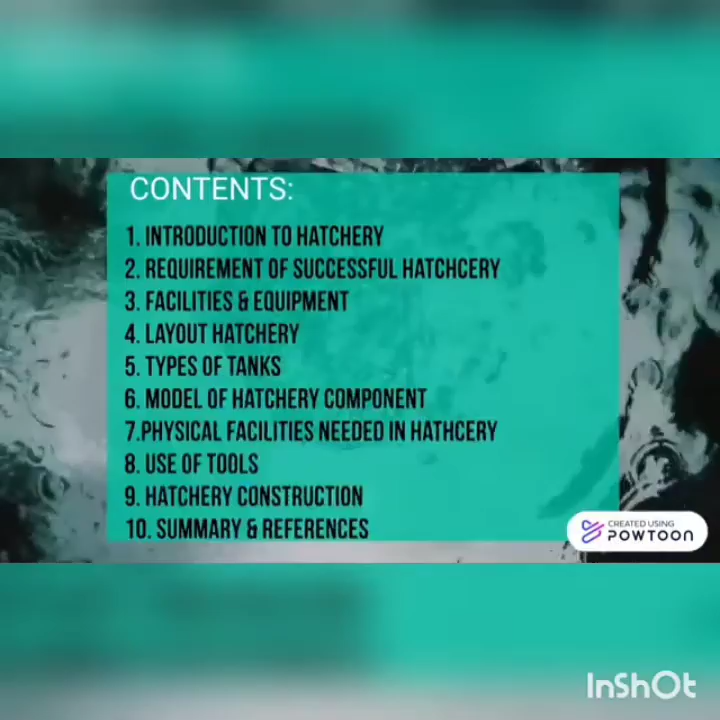 CONTENTS:
1. INTRODUCTION TO HATCHERY
2. REQUIREMENT OF SUCCESSFUL HATCHCERY
3. FACILITIES & EQUIPMENT
4. LAYOUT HATCHERY
5. TYPES OF TANKS
6. MODEL OF HATCHERY COMPONENT
7.PHYSICAL FACILITIES NEEDED IN HATHCERY
8. USE OF TOOLS
9. HATCHERY CONSTRUCTION
10. SUMMARY & REFERENCES
CREATED USING
POWTOON
InShOt